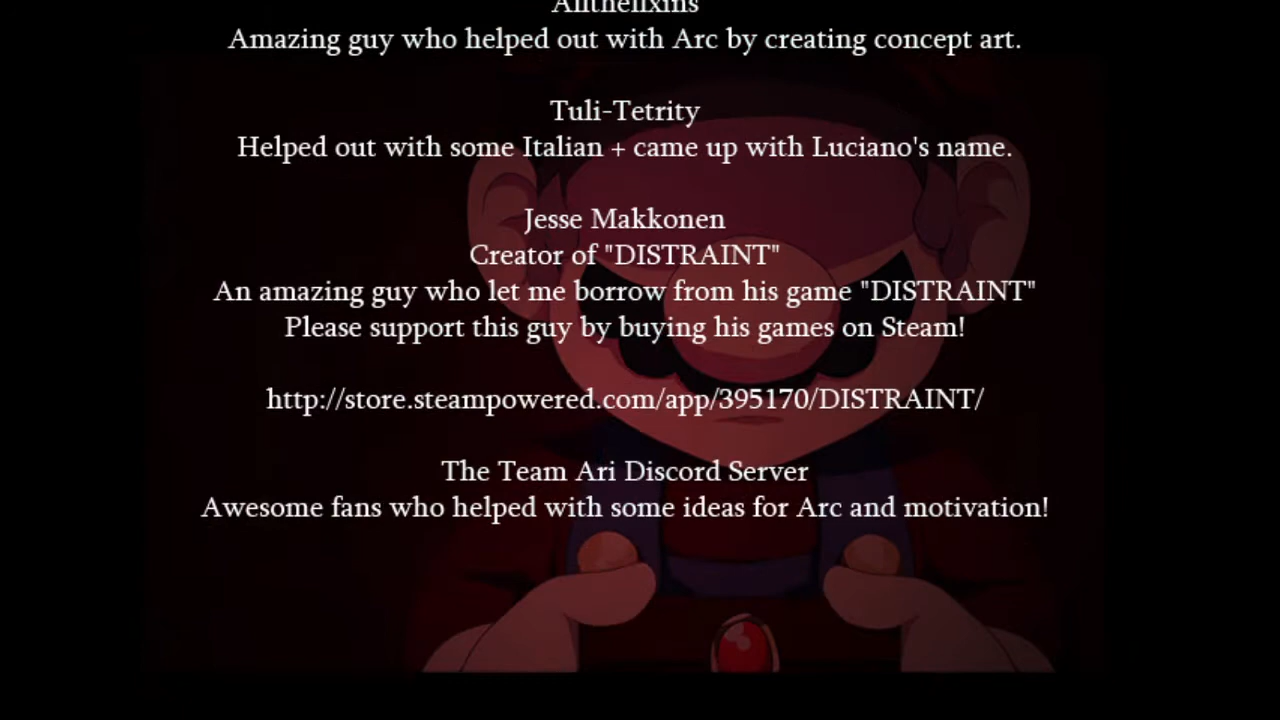 Amazing guy who helped out with Arc by creating concept art.
Tuli-Tetrity
Helped out with some Italian + came up with Luciano's name.
Jesse Makkonen
Creator of "DISTRAINT"
An amazing guy who let me borrow from his game "DISTRAINT"
Please support this guy by buying his games on Steam!
http://store.steampowered.com/app/395170/DISTRAINT/
The Team Ari Discord Server
Awesome fans who helped with some ideas for Arc and motivation!